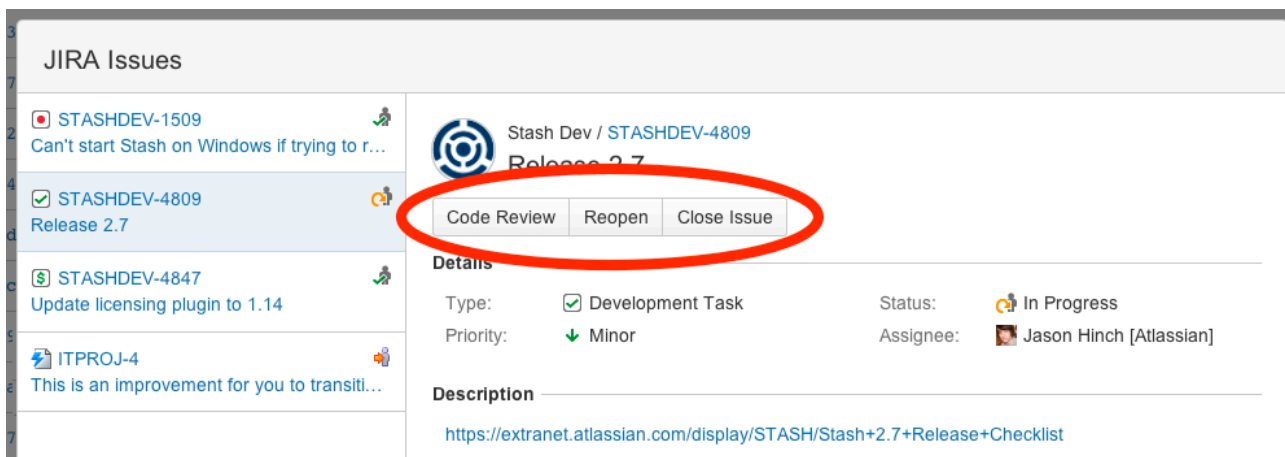 JIRA Issues
STASHDEV-1509
Can't start Stash on Windows if trying to r...
STASHDEV-4809
Release 2.7
STASHDEV-4847
Update licensing plugin to 1.14
ITPROJ-4
This is an improvement for you to transiti...
Stash Dev / STASHDEV-4809
Release 2.7
Code Review Reopen Close Issue
Details
Type: Development Task Status: In Progress
Priority: Minor Assignee: Jason Hinch [Atlassian]
Description
https://extranet.atlassian.com/display/STASH/Stash+2.7+Release+Checklist